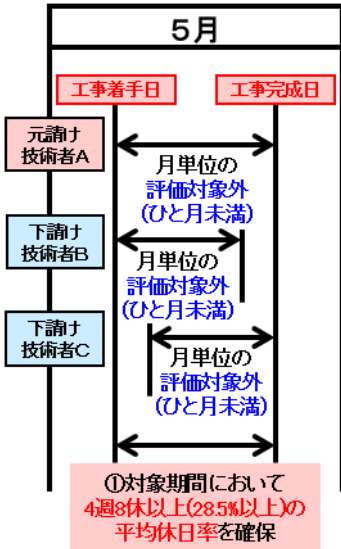 5月
工事着手日
工事完成日
元請け
技術者A
月単位の
評価対象外
(ひと月未満)
下請け
技術者B
月単位の
評価対象外
(ひと月未満)
下請け
技術者C
月単位の
評価対象外
(ひと月未満)
①対象期間において
4週8休以上(28.5%以上)の
平均休日率を確保